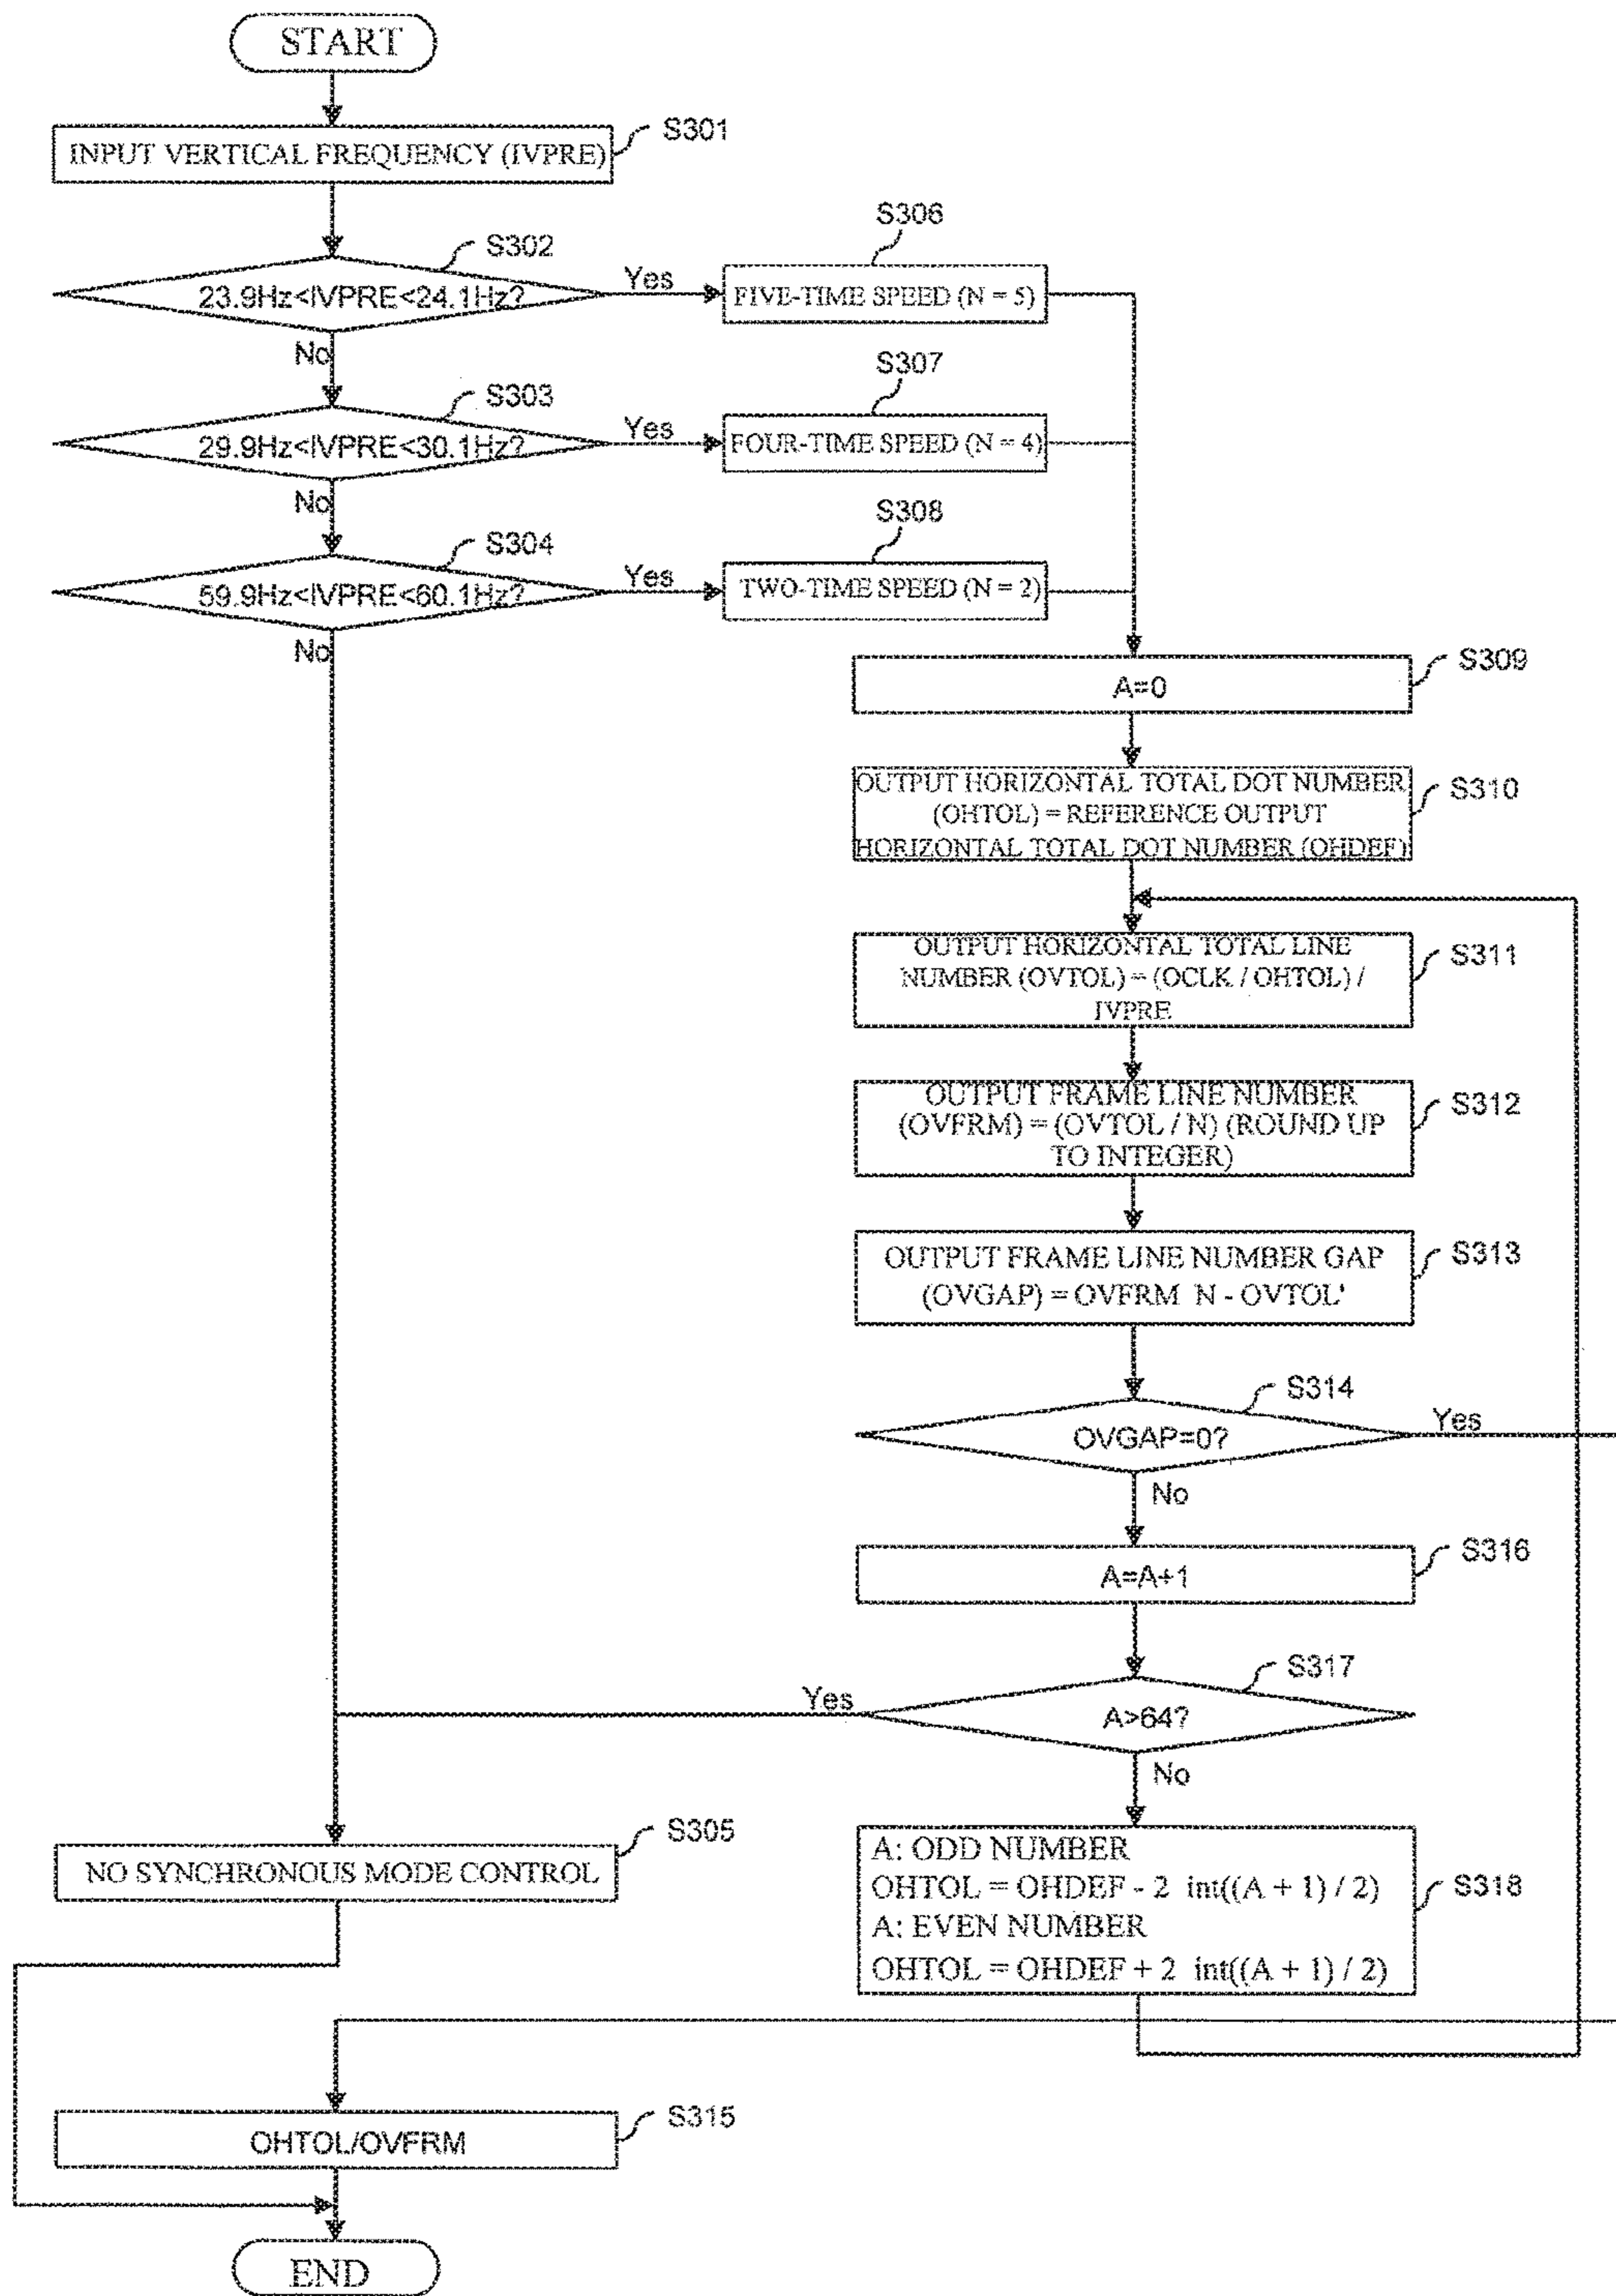 START
INPUT VERTICAL FREQUENCY (IVPRE)
S301
23.9Hz<IVPRE<24.1Hz?
S302
Yes
No
FIVE-TIME SPEED (N = 5)
S306
29.9Hz<IVPRE<30.1Hz?
S303
Yes
No
FOUR-TIME SPEED (N = 4)
S307
59.9Hz<IVPRE<60.1Hz?
S304
Yes
No
TWO-TIME SPEED (N = 2)
S308
A=0
S309
OUTPUT HORIZONTAL TOTAL DOT NUMBER
(OHTOL) = REFERENCE OUTPUT
HORIZONTAL TOTAL DOT NUMBER (OHDEF)
S310
OUTPUT HORIZONTAL TOTAL LINE
NUMBER (OVTOL) = (OCLK / OHTOL) /
IVPRE
S311
OUTPUT FRAME LINE NUMBER
(OVFRM) = (OVTOL / N) (ROUND UP
TO INTEGER)
S312
OUTPUT FRAME LINE NUMBER GAP
(OVGAP) = OVFRM N - OVTOL'
S313
OVGAP=0?
S314
Yes
No
A=A+1
S316
A>64?
S317
Yes
No
NO SYNCHRONOUS MODE CONTROL
S305
A: ODD NUMBER
OHTOL = OHDEF - 2 int((A + 1) / 2)
A: EVEN NUMBER
OHTOL = OHDEF + 2 int((A + 1) / 2)
S318
OHTOL/OVFRM
S315
END